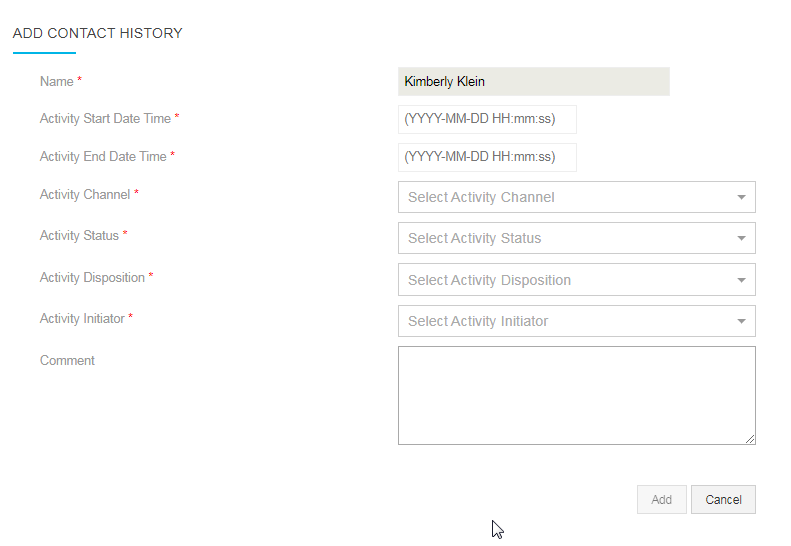 ADD CONTACT HISTORY
Name * Kimberly Klein
Activity Start Date Time * (YYYY-MM-DD HH:mm:ss)
Activity End Date Time * (YYYY-MM-DD HH:mm:ss)
Activity Channel * Select Activity Channel
Activity Status * Select Activity Status
Activity Disposition * Select Activity Disposition
Activity Initiator * Select Activity Initiator
Comment
Add Cancel